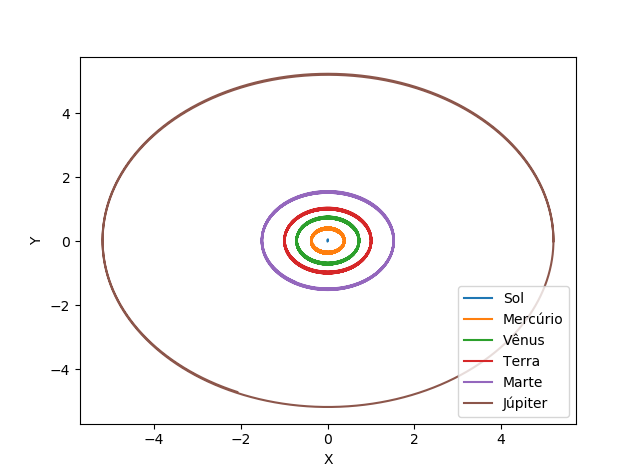 4
2
0
−2
−4
Y
−4
−2
0
2
4
X
Sol
Mercúrio
Vênus
Terra
Marte
Júpiter